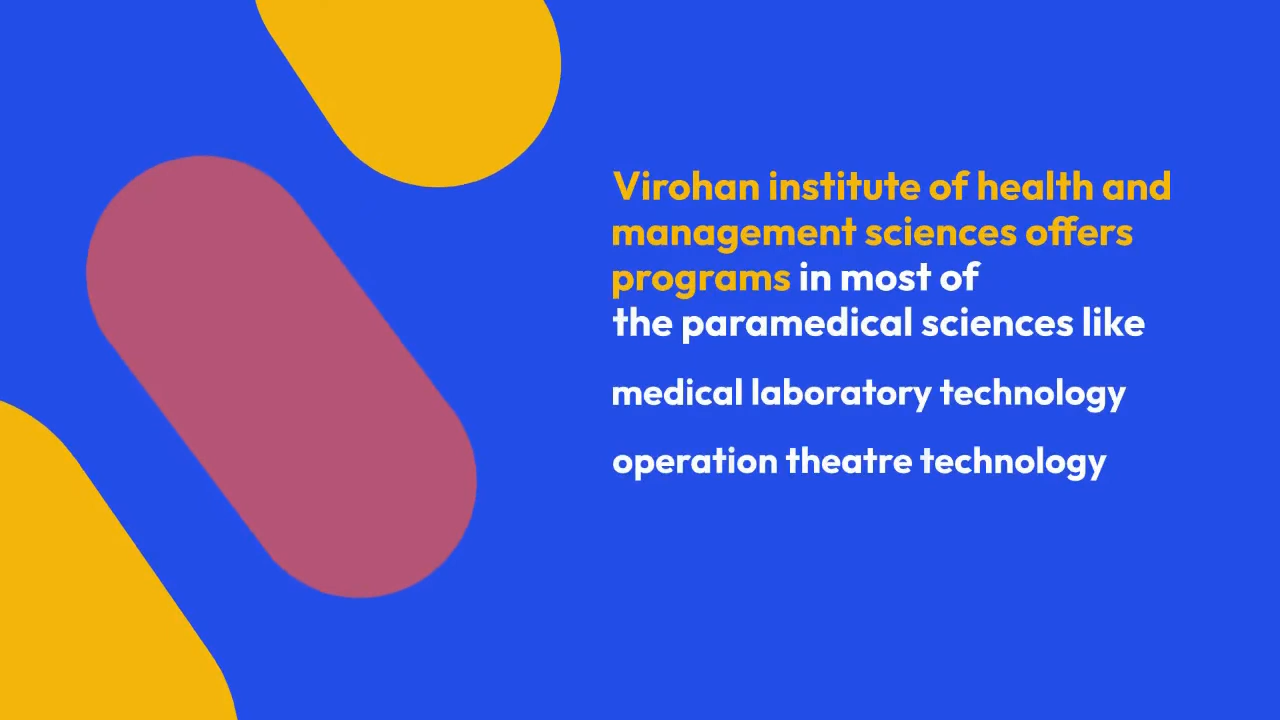 Virohan institute of health and
management sciences offers
programs in most of
the paramedical sciences like
medical laboratory technology
operation theatre technology